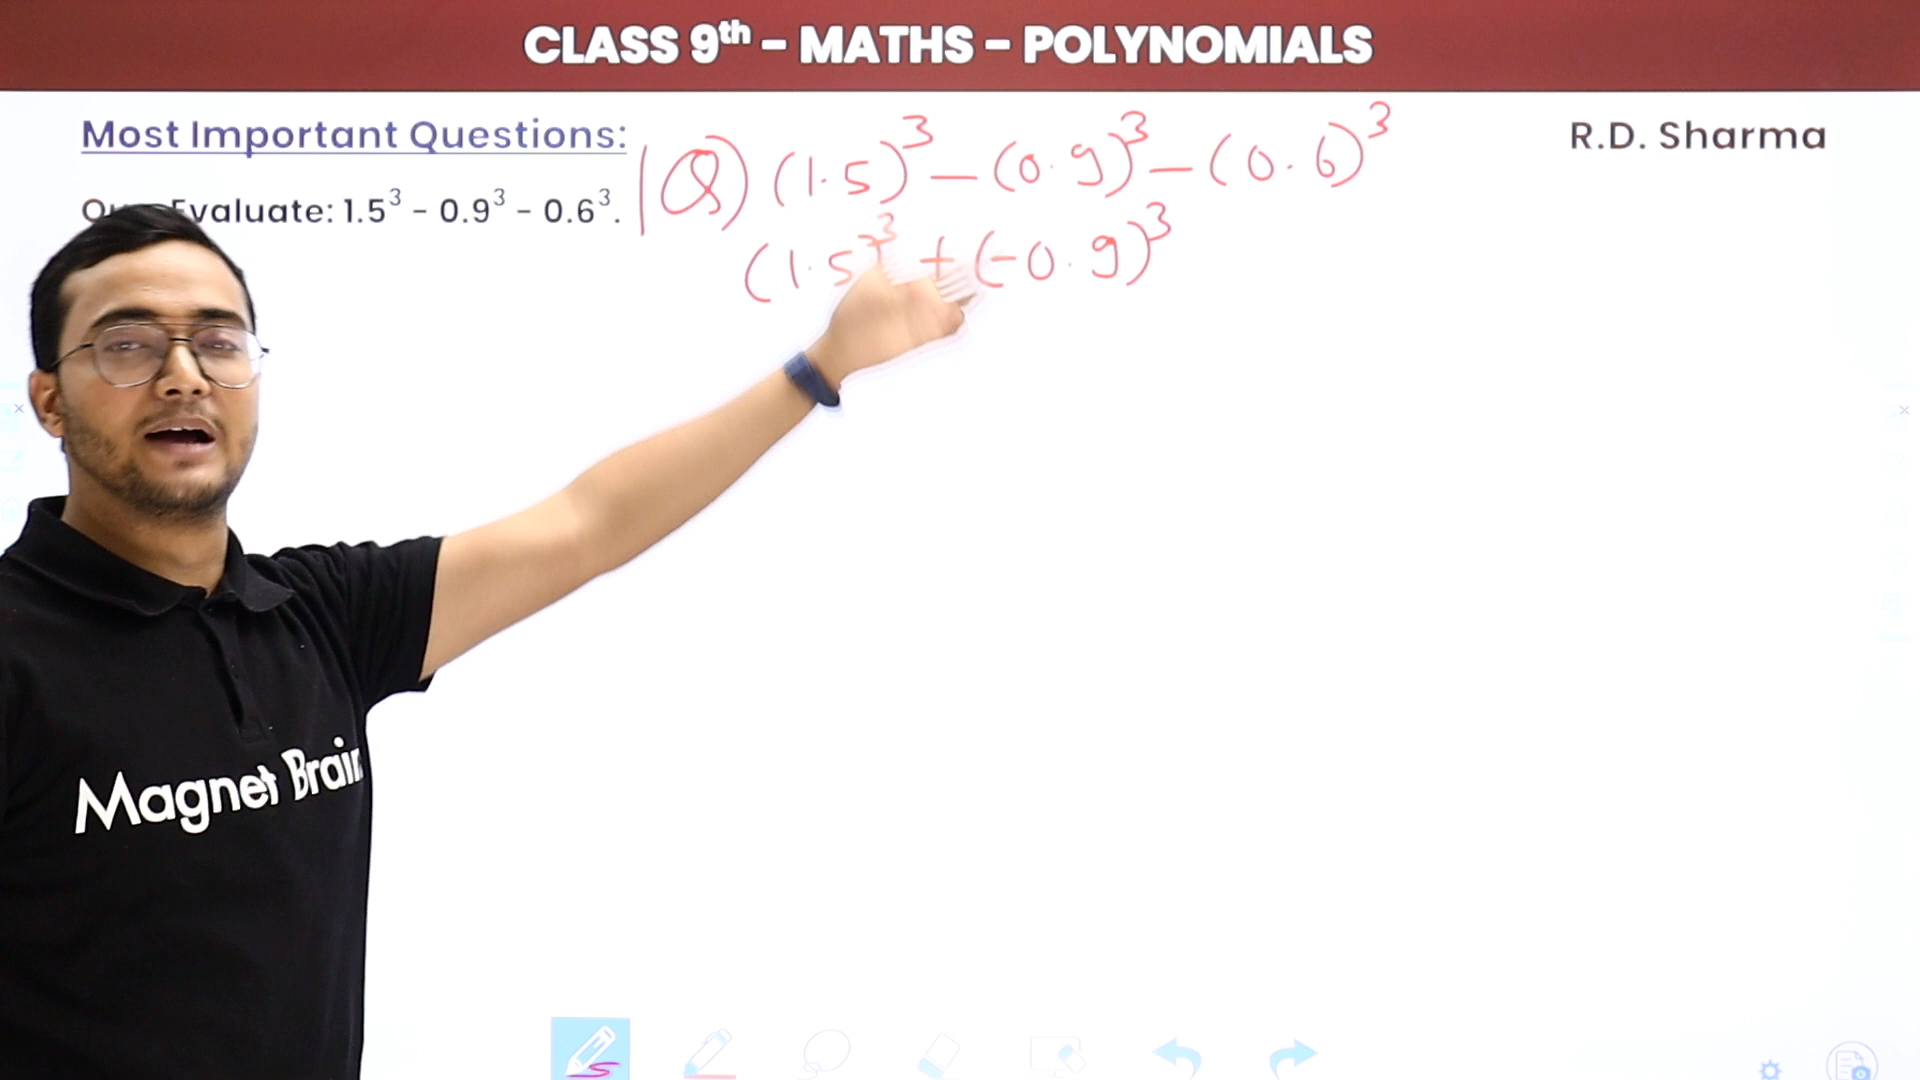 CLASS 9th – MATHS – POLYNOMIALS
Most Important Questions:
R.D. Sharma
Evaluate: 1.5³ - 0.9³ - 0.6³.
Q) (1.5)³ - (0.9)³ - (0.6)³
(1.5)³ + (-0.9)³
Magnet Brain